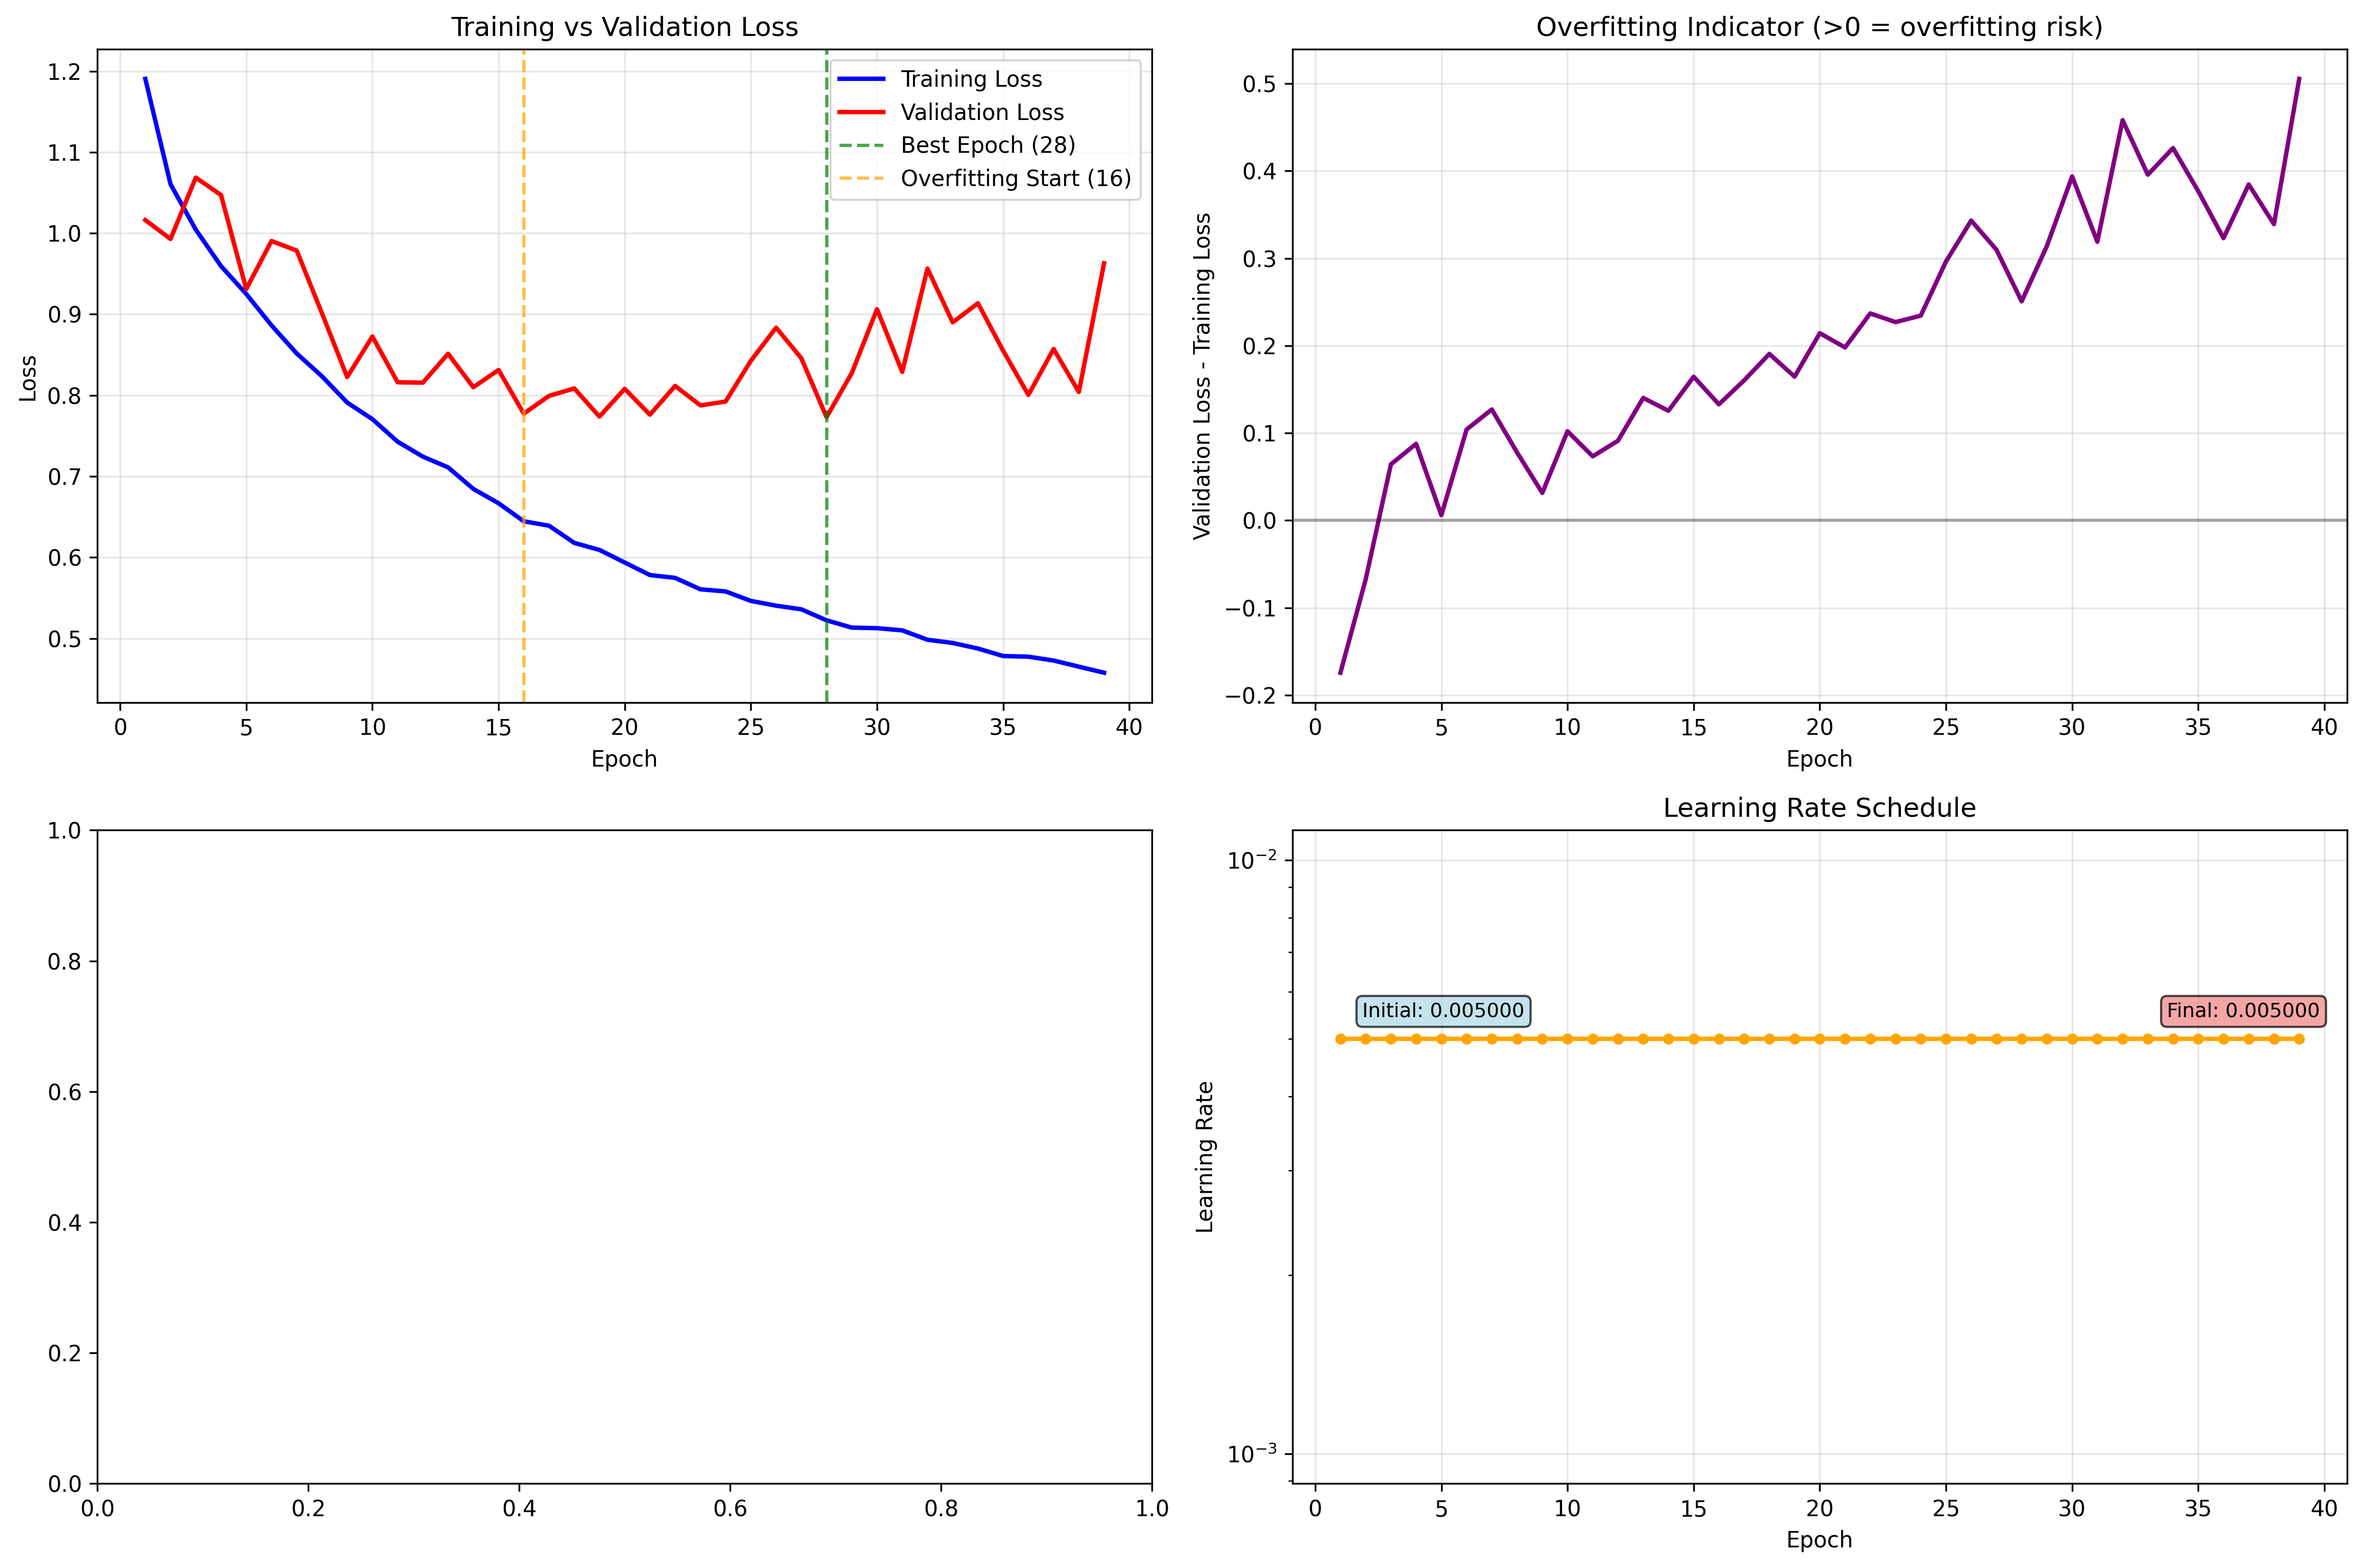 Training vs Validation Loss
Loss
1.2
1.1
1.0
0.9
0.8
0.7
0.6
0.5
0 5 10 15 20 25 30 35 40
Epoch
Training Loss
Validation Loss
Best Epoch (28)
Overfitting Start (16)
Overfitting Indicator (>0 = overfitting risk)
Validation Loss - Training Loss
0.5
0.4
0.3
0.2
0.1
0.0
−0.1
−0.2
0 5 10 15 20 25 30 35 40
Epoch
1.0
0.8
0.6
0.4
0.2
0.0
0.0 0.2 0.4 0.6 0.8 1.0
Learning Rate Schedule
Learning Rate
10⁻²
10⁻³
Initial: 0.005000
Final: 0.005000
0 5 10 15 20 25 30 35 40
Epoch